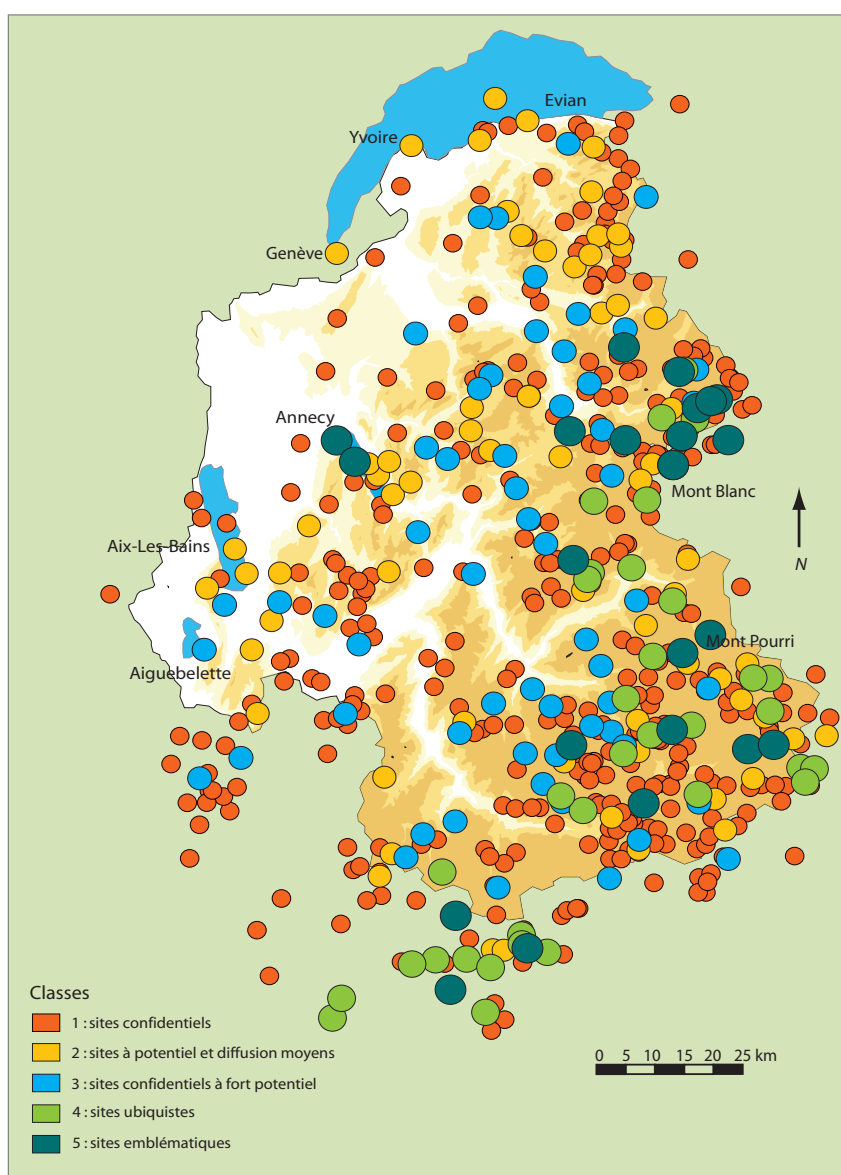 Evian
Yvoire
Genève
Annecy
Mont Blanc
Aix-Les-Bains
N
Mont Pourri
Aiguebelette
Classes
1 : sites confidentiels
2 : sites à potentiel et diffusion moyens
3 : sites confidentiels à fort potentiel
4 : sites ubiquistes
5 : sites emblématiques
0 5 10 15 20 25 km